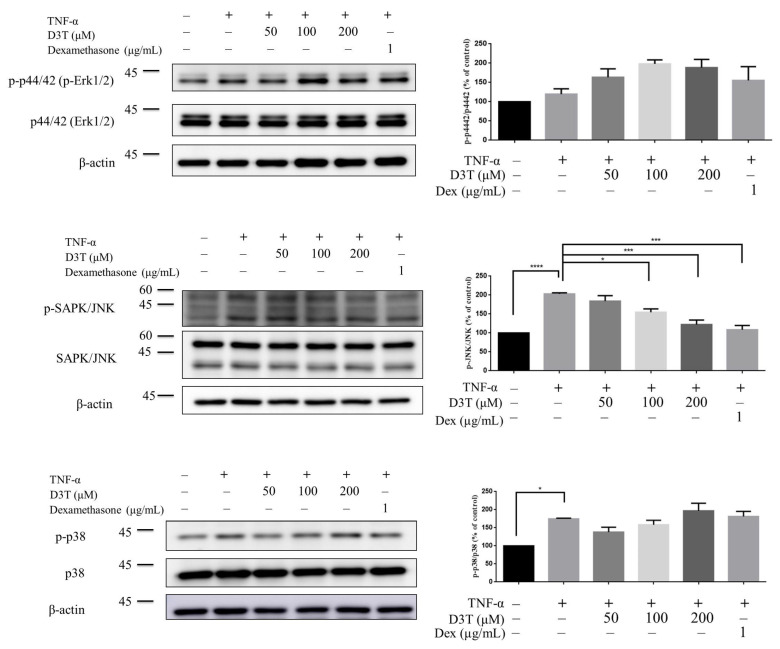 TNF-α – + + + + +
D3T (μM) – – 50 100 200 –
Dexamethasone (μg/mL) – – – – – 1
45
p-p44/42 (p-Erk1/2)
45
p44/42 (Erk1/2)
45
β-actin
p-p4442/p4442 (% of control)
250
200
150
100
50
0
TNF-α – + + + + +
D3T (μM) – – 50 100 200 –
Dex (μg/mL) – – – – – 1
TNF-α – + + + + +
D3T (μM) – – 50 100 200 –
Dexamethasone (μg/mL) – – – – – 1
60
45
p-SAPK/JNK
60
45
SAPK/JNK
45
β-actin
p-JNK/JNK (% of control)
250
200
150
100
50
0
****
*
***
***
TNF-α – + + + + +
D3T (μM) – – 50 100 200 –
Dex (μg/mL) – – – – – 1
TNF-α – + + + + +
D3T (μM) – – 50 100 200 –
Dexamethasone (μg/mL) – – – – – 1
45
p-p38
45
p38
45
β-actin
p-p38/p38 (% of control)
250
200
150
100
50
0
*
TNF-α – + + + + +
D3T (μM) – – 50 100 200 –
Dex (μg/mL) – – – – – 1